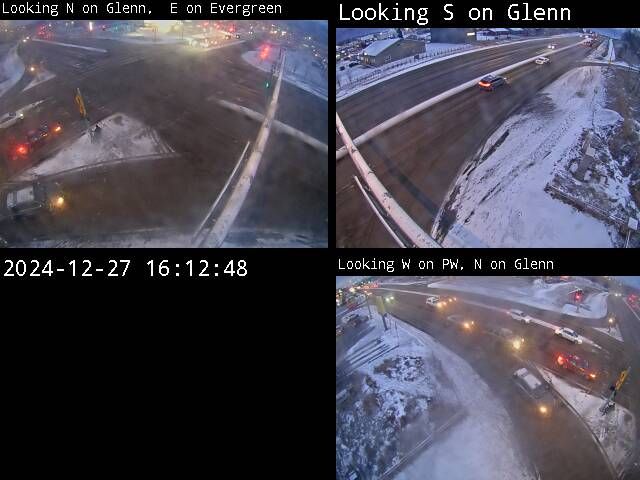 Looking N on Glenn,  E on Evergreen
Looking S on Glenn
2024-12-27 16:12:48
Looking W on PW, N on Glenn